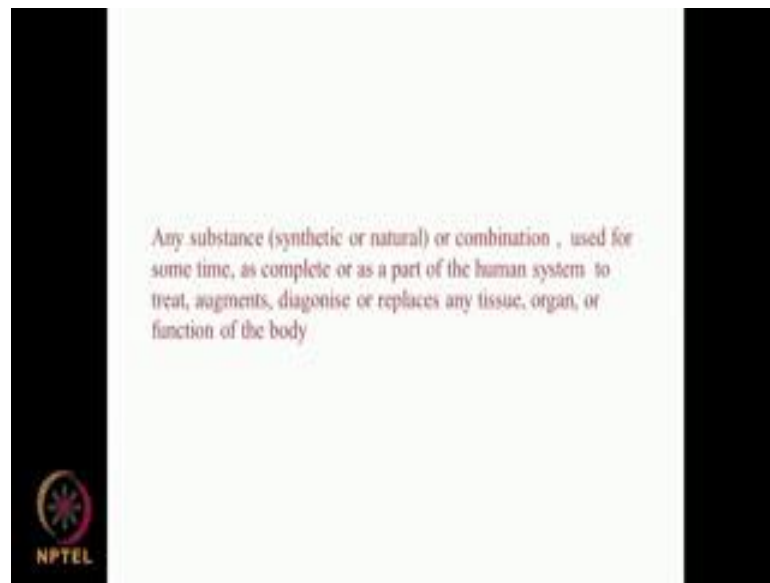 Any substance (synthetic or natural) or combination , used for
some time, as complete or as a part of the human system to
treat, augments, diagonise or replaces any tissue, organ, or
function of the body
NPTEL